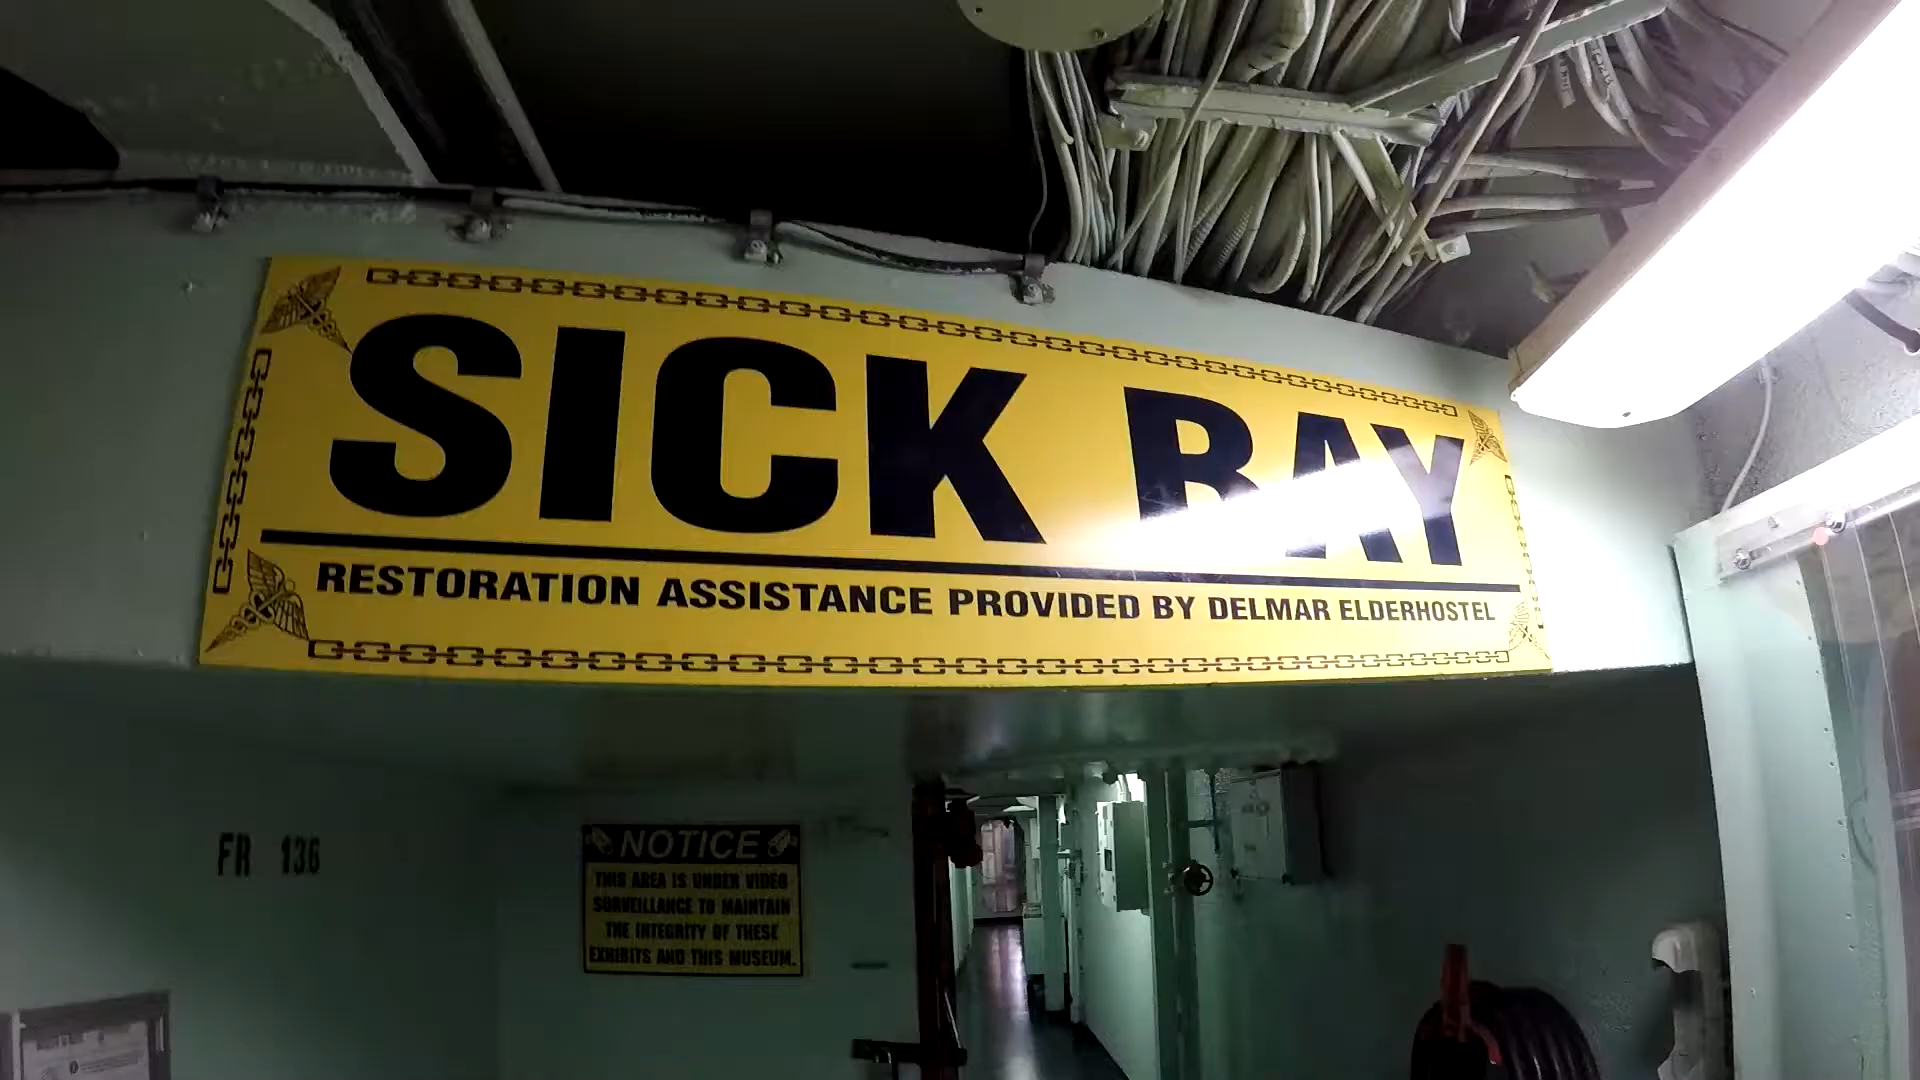 SICK BAY
RESTORATION ASSISTANCE PROVIDED BY DELMAR ELDERHOSTEL
FR 136
NOTICE
THIS AREA IS UNDER VIDEO
SURVEILLANCE TO MAINTAIN
THE INTEGRITY OF THESE
EXHIBITS AND THIS MUSEUM.